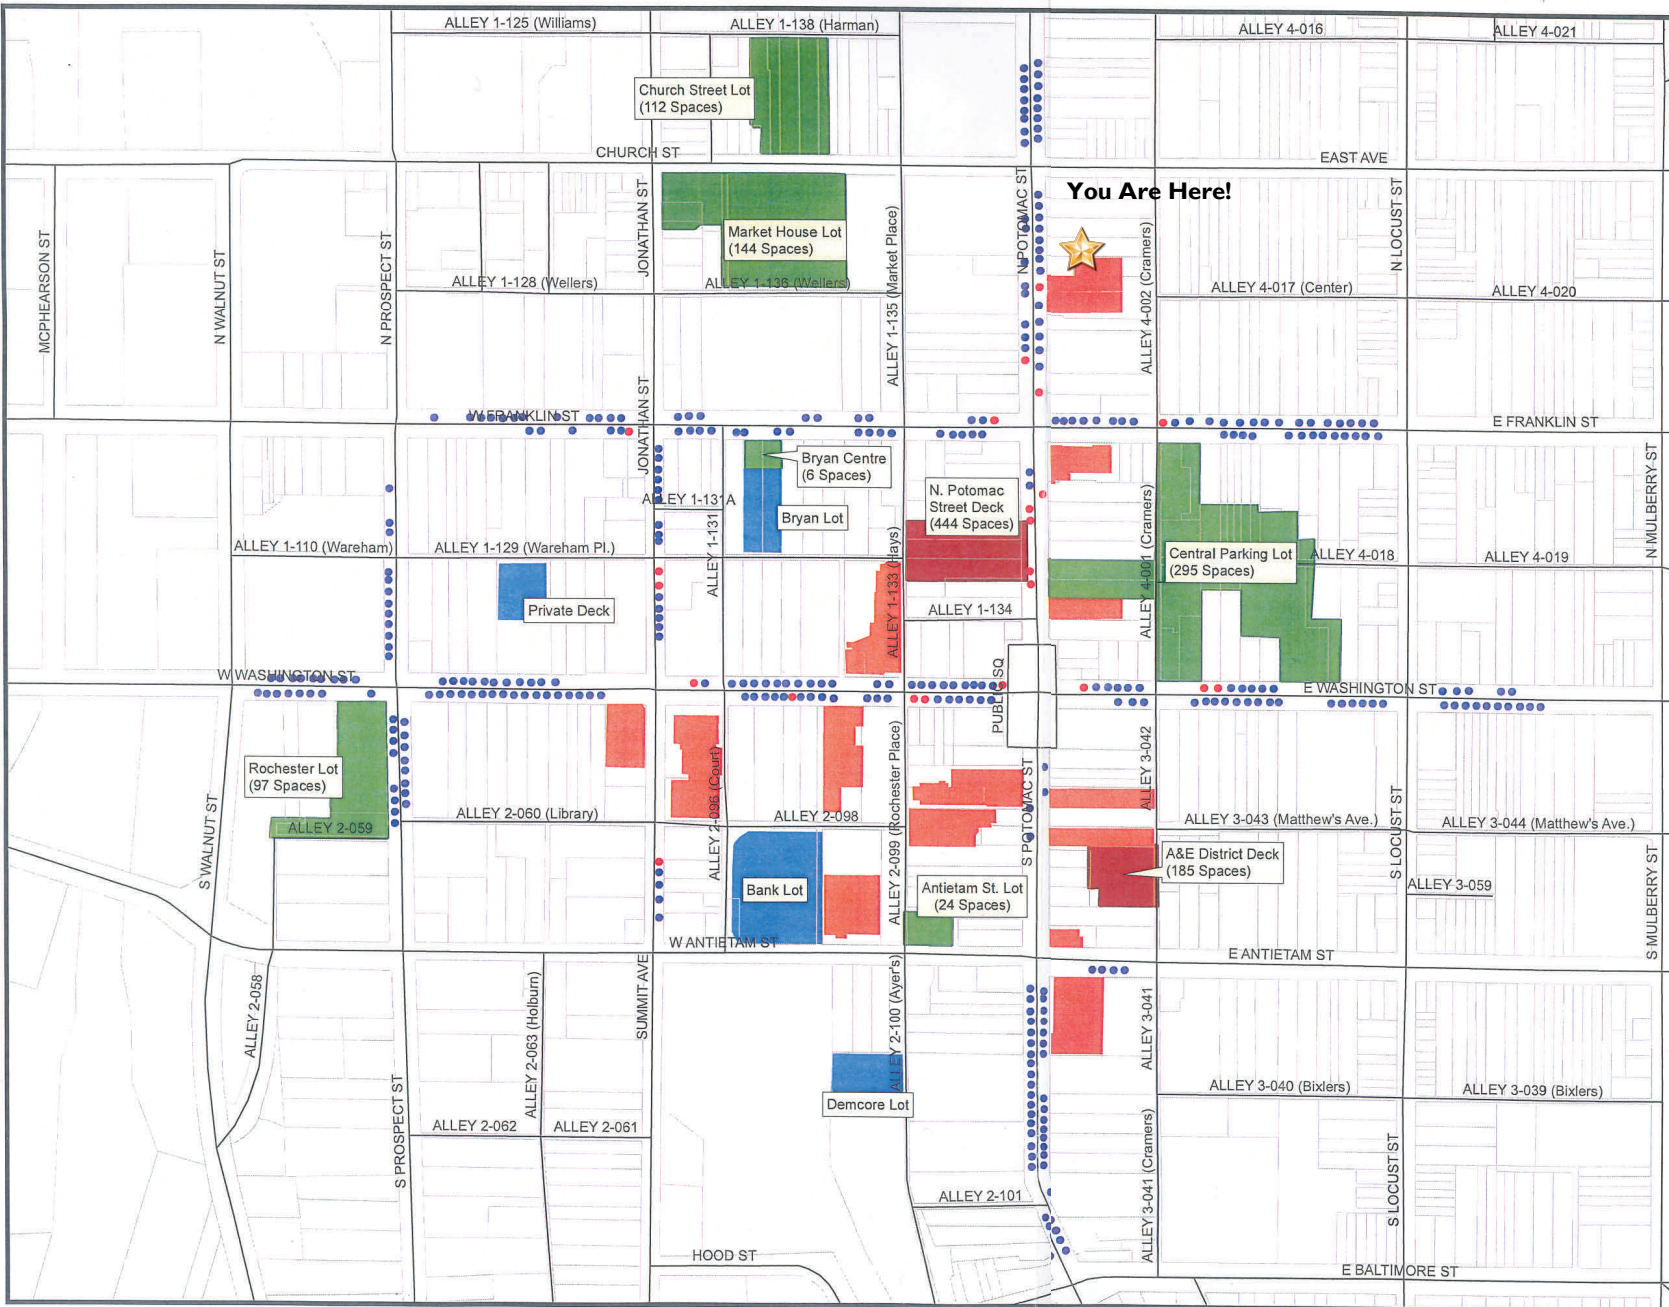 ALLEY 1-125 (Williams)
ALLEY 1-138 (Harman)
ALLEY 4-016
ALLEY 4-021
Church Street Lot
(112 Spaces)
CHURCH ST
EAST AVE
You Are Here!
MCPHEARSON ST
N WALNUT ST
N PROSPECT ST
JONATHAN ST
Market House Lot
(144 Spaces)
ALLEY 1-135 (Market Place)
N POTOMAC ST
ALLEY 4-002 (Cramers)
N LOCUST ST
ALLEY 1-128 (Wellers)
ALLEY 1-136 (Wellers)
ALLEY 4-017 (Center)
ALLEY 4-020
JONATHAN ST
W FRANKLIN ST
E FRANKLIN ST
Bryan Centre
(6 Spaces)
ALLEY 1-131A
ALLEY 1-131
Bryan Lot
N. Potomac
Street Deck
(444 Spaces)
ALLEY 4-001 (Cramers)
N MULBERRY ST
ALLEY 1-110 (Wareham)
ALLEY 1-129 (Wareham Pl.)
ALLEY 1-133 (Hays)
Central Parking Lot
(295 Spaces)
ALLEY 4-018
ALLEY 4-019
Private Deck
ALLEY 1-134
W WASHINGTON ST
PUBLIC SQ
E WASHINGTON ST
Rochester Lot
(97 Spaces)
S WALNUT ST
ALLEY 2-059
ALLEY 2-060 (Library)
ALLEY 2-096 (Court)
ALLEY 2-098
ALLEY 2-099 (Rochester Place)
S POTOMAC ST
ALLEY 3-042
ALLEY 3-043 (Matthew's Ave.)
S LOCUST ST
ALLEY 3-044 (Matthew's Ave.)
A&E District Deck
(185 Spaces)
Bank Lot
Antietam St. Lot
(24 Spaces)
ALLEY 3-059
S MULBERRY ST
W ANTIETAM ST
E ANTIETAM ST
ALLEY 2-058
ALLEY 2-063 (Holburn)
SUMMIT AVE
ALLEY 2-100 (Ayer's)
ALLEY 3-041
S PROSPECT ST
ALLEY 3-040 (Bixlers)
ALLEY 3-039 (Bixlers)
Demcore Lot
ALLEY 2-062
ALLEY 2-061
ALLEY 3-041 (Cramers)
S LOCUST ST
ALLEY 2-101
HOOD ST
E BALTIMORE ST